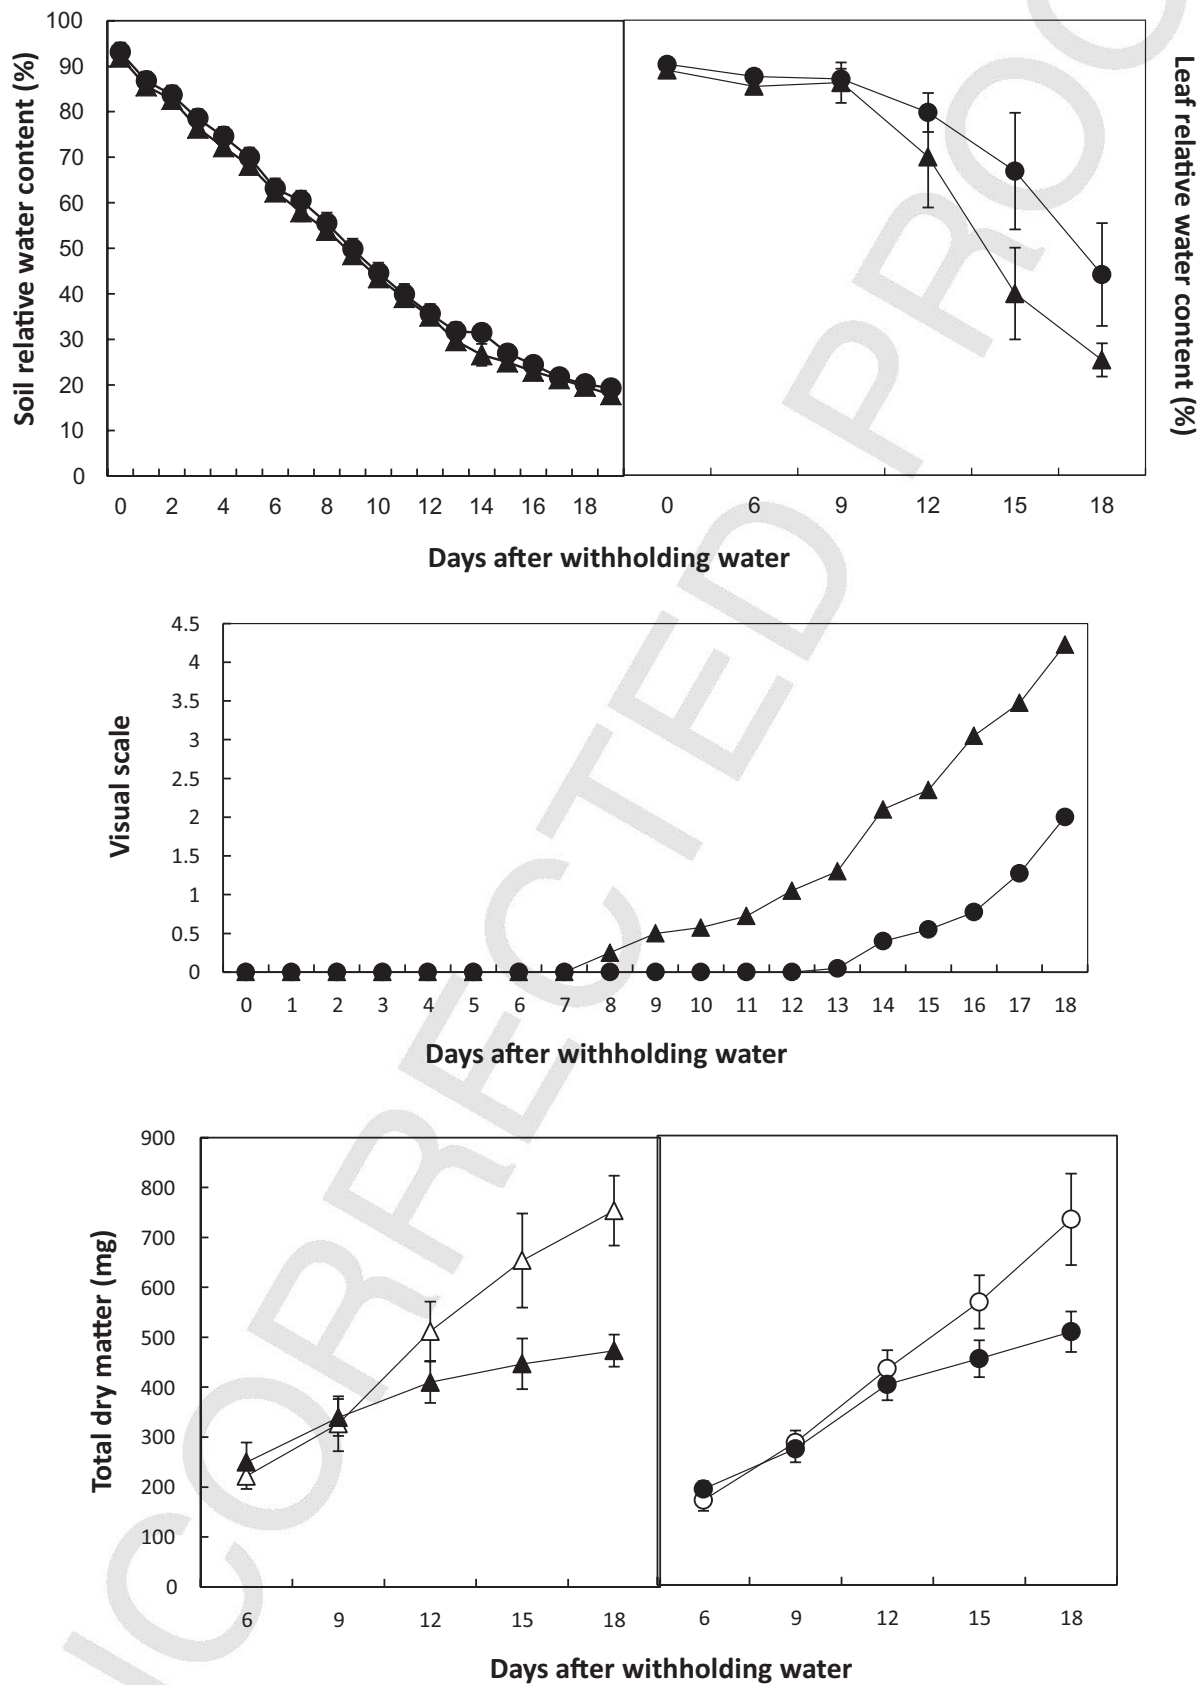 Soil relative water content (%)
100
90
80
70
60
50
40
30
20
10
0
0 2 4 6 8 10 12 14 16 18
0 6 9 12 15 18
Leaf relative water content (%)
Days after withholding water
Visual scale
4.5
4
3.5
3
2.5
2
1.5
1
0.5
0
0 1 2 3 4 5 6 7 8 9 10 11 12 13 14 15 16 17 18
Days after withholding water
Total dry matter (mg)
900
800
700
600
500
400
300
200
100
0
6 9 12 15 18
6 9 12 15 18
Days after withholding water
NCORRECTED PROO